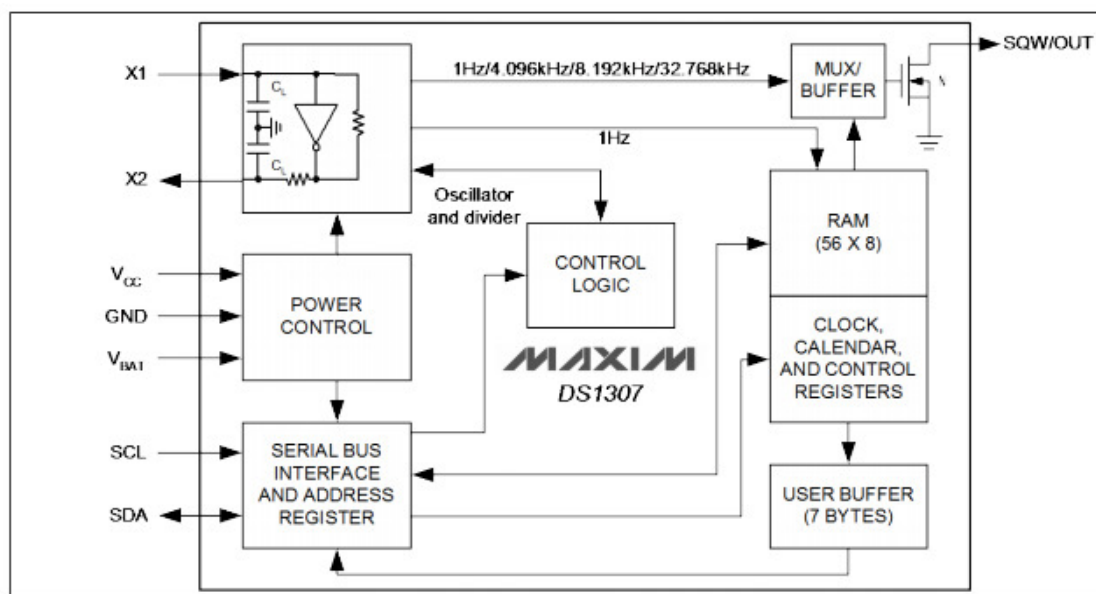 SQW/OUT
X1
1Hz/4.096kHz/8.192kHz/32.768kHz
MUX/
BUFFER
N
CL
1Hz
CL
X2
Oscillator
and divider
RAM
(56 X 8)
CONTROL
LOGIC
VCC
GND
VBAT
POWER
CONTROL
CLOCK,
CALENDAR,
AND CONTROL
REGISTERS
MAXIM
DS1307
SCL
SDA
SERIAL BUS
INTERFACE
AND ADDRESS
REGISTER
USER BUFFER
(7 BYTES)